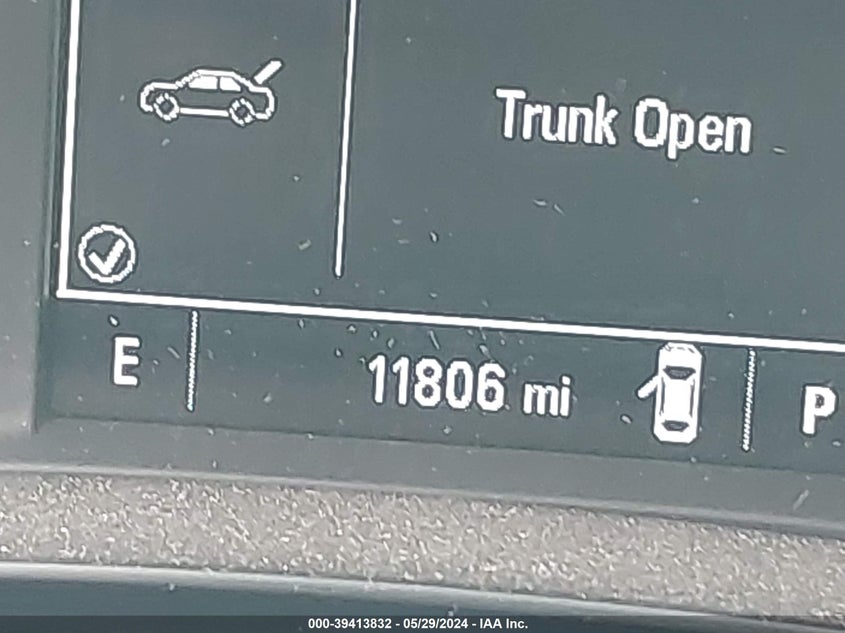 Trunk Open
E
11806 mi
P
000-39413832 - 05/29/2024 - IAA Inc.